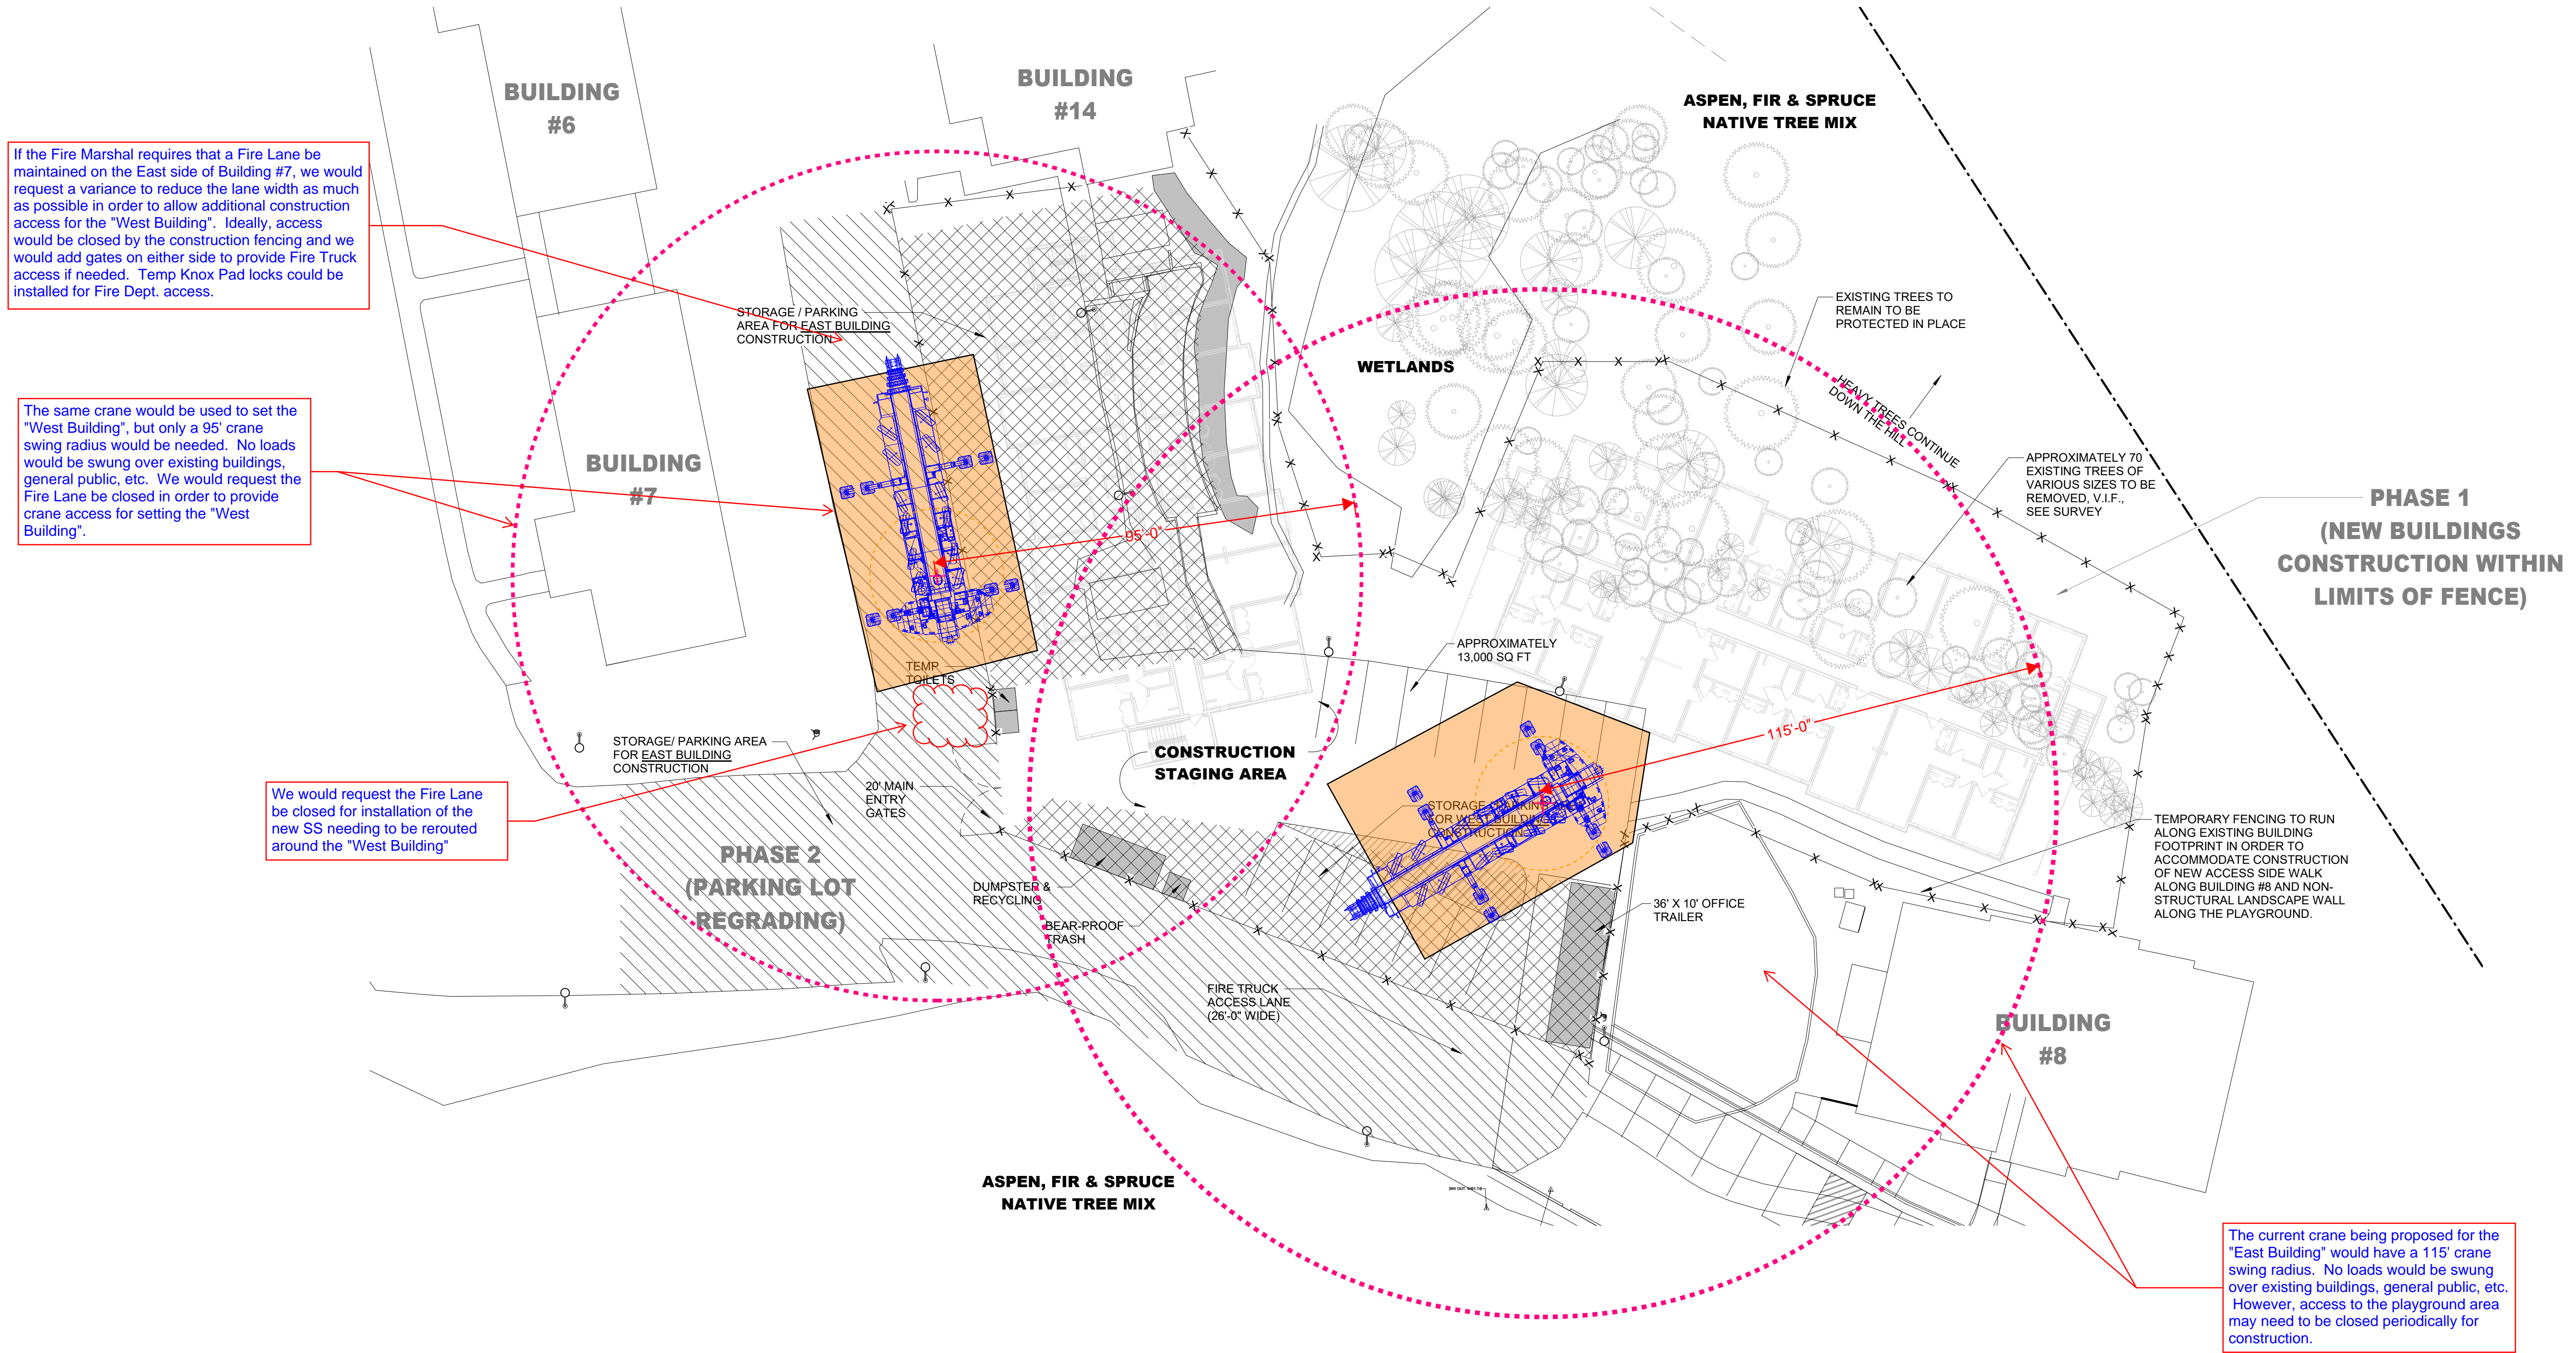 BUILDING
#6
BUILDING
#14
ASPEN, FIR & SPRUCE
NATIVE TREE MIX
If the Fire Marshal requires that a Fire Lane be
maintained on the East side of Building #7, we would
request a variance to reduce the lane width as much
as possible in order to allow additional construction
access for the "West Building".  Ideally, access
would be closed by the construction fencing and we
would add gates on either side to provide Fire Truck
access if needed.  Temp Knox Pad locks could be
installed for Fire Dept. access.
STORAGE / PARKING
AREA FOR EAST BUILDING
CONSTRUCTION
EXISTING TREES TO
REMAIN TO BE
PROTECTED IN PLACE
WETLANDS
HEAVY TREES CONTINUE
DOWN THE HILL
The same crane would be used to set the
"West Building", but only a 95' crane
swing radius would be needed.  No loads
would be swung over existing buildings,
general public, etc.  We would request the
Fire Lane be closed in order to provide
crane access for setting the "West
Building".
BUILDING
#7
95'-0"
APPROXIMATELY 70
EXISTING TREES OF
VARIOUS SIZES TO BE
REMOVED, V.I.F.,
SEE SURVEY
PHASE 1
(NEW BUILDINGS
CONSTRUCTION WITHIN
LIMITS OF FENCE)
APPROXIMATELY
13,000 SQ FT
TEMP
TOILETS
115'-0"
STORAGE/ PARKING AREA
FOR EAST BUILDING
CONSTRUCTION
CONSTRUCTION
STAGING AREA
20' MAIN
ENTRY
GATES
We would request the Fire Lane
be closed for installation of the
new SS needing to be rerouted
around the "West Building"
STORAGE / PARKING AREA
FOR WEST BUILDING
CONSTRUCTION
TEMPORARY FENCING TO RUN
ALONG EXISTING BUILDING
FOOTPRINT IN ORDER TO
ACCOMMODATE CONSTRUCTION
OF NEW ACCESS SIDE WALK
ALONG BUILDING #8 AND NON-
STRUCTURAL LANDSCAPE WALL
ALONG THE PLAYGROUND.
PHASE 2
(PARKING LOT
REGRADING)
DUMPSTER &
RECYCLING
BEAR-PROOF
TRASH
36' X 10' OFFICE
TRAILER
FIRE TRUCK
ACCESS LANE
(26'-0" WIDE)
BUILDING
#8
ASPEN, FIR & SPRUCE
NATIVE TREE MIX
The current crane being proposed for the
"East Building" would have a 115' crane
swing radius.  No loads would be swung
over existing buildings, general public, etc.
However, access to the playground area
may need to be closed periodically for
construction.